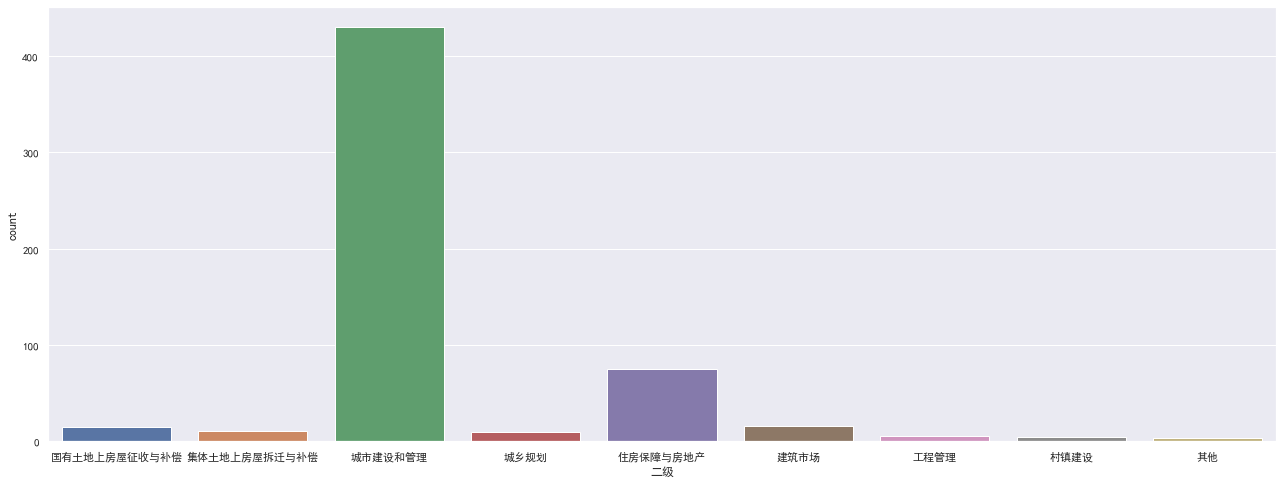 400
300
200
100
0
count
国有土地上房屋征收与补偿 集体土地上房屋拆迁与补偿 城市建设和管理 城乡规划 住房保障与房地产 建筑市场 工程管理 村镇建设 其他
二级